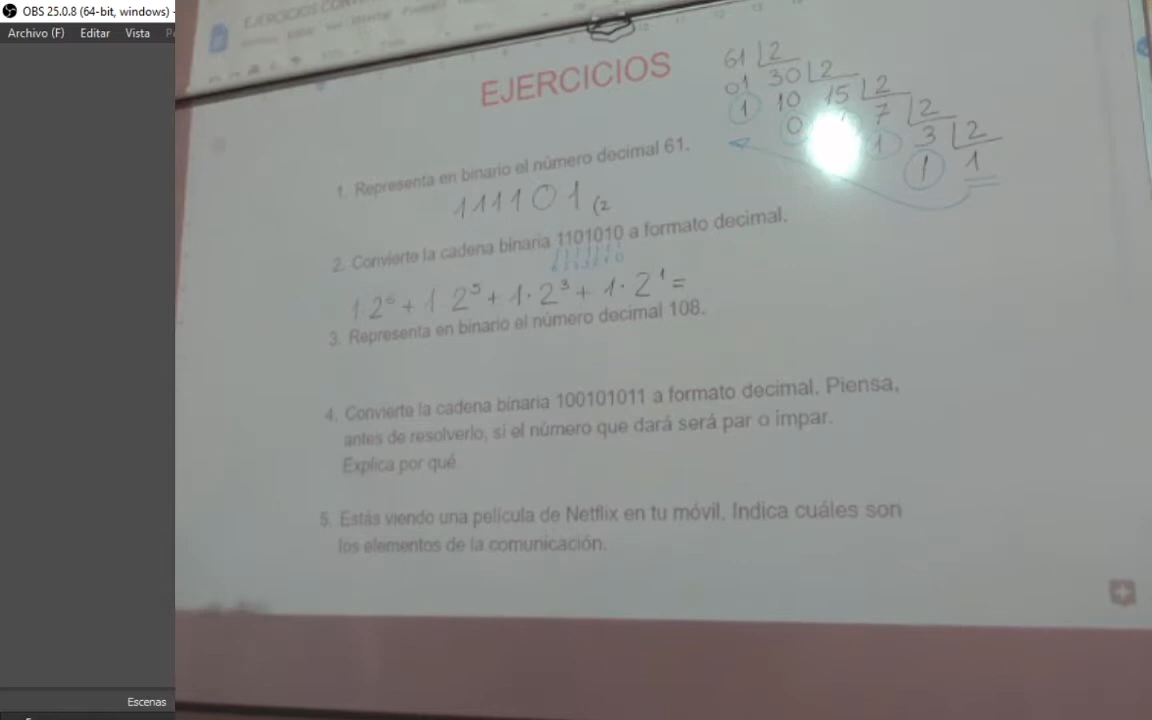 OBS 25.0.8 (64-bit, windows)
Archivo (F) Editar Vista
EJERCICIOS
61 2
01 30 2
1 10 15 2
0 7 2
1 3 2
1 1
1. Representa en binario el número decimal 61.
111101 (2
2. Convierte la cadena binaria 1101010 a formato decimal.
1 2⁶ + 1 2⁵ + 1· 2³ + 1· 2¹ =
3. Representa en binario el número decimal 108.
4. Convierte la cadena binaria 100101011 a formato decimal. Piensa,
antes de resolverlo, si el número que dará será par o impar.
Explica por qué.
5. Estás viendo una película de Netflix en tu móvil. Indica cuáles son
los elementos de la comunicación.
Escenas